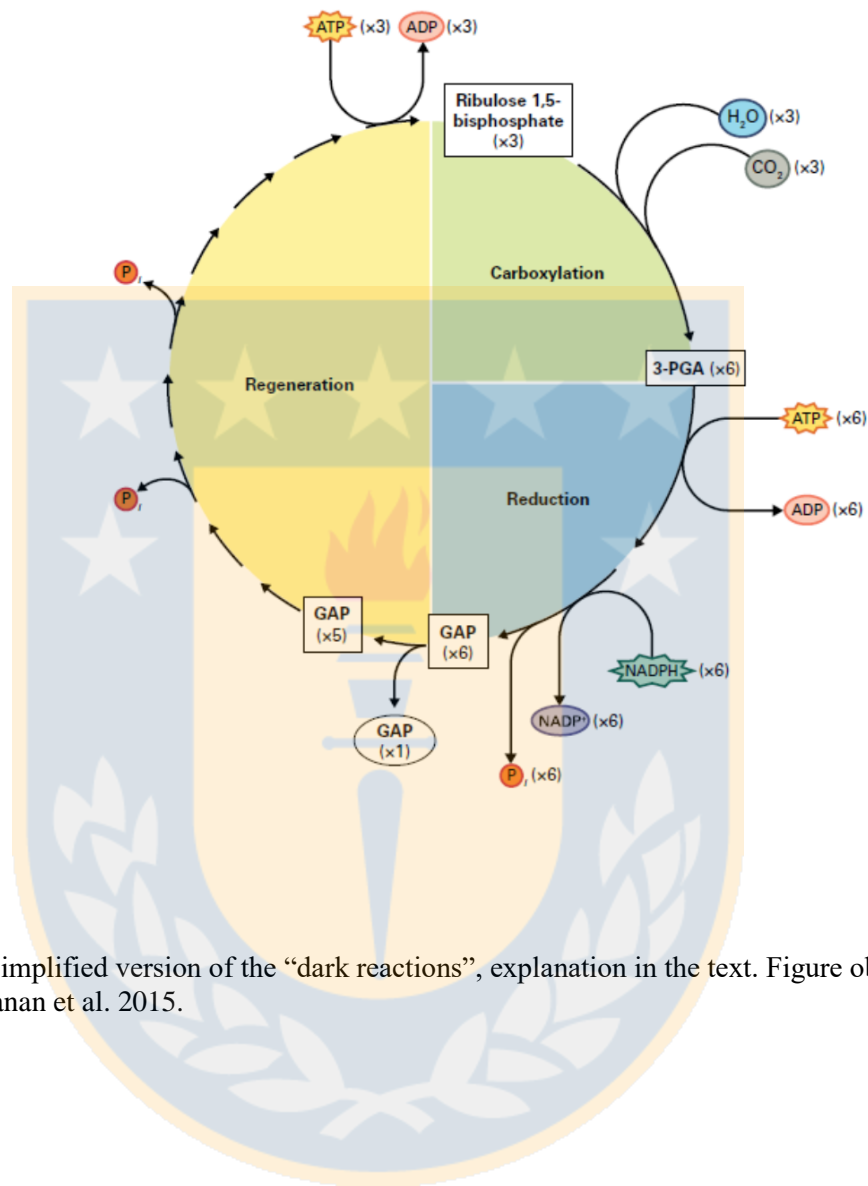 ATP (×3) ADP (×3)
Ribulose 1,5-
bisphosphate
(×3)
H₂O (×3)
CO₂ (×3)
Carboxylation
Pᵢ
3-PGA (×6)
Regeneration
ATP (×6)
Pᵢ
Reduction
ADP (×6)
GAP
(×5)
GAP
(×6)
NADPH (×6)
NADP⁺ (×6)
GAP
(×1)
Pᵢ (×6)
implified version of the “dark reactions”, explanation in the text. Figure
anan et al. 2015.